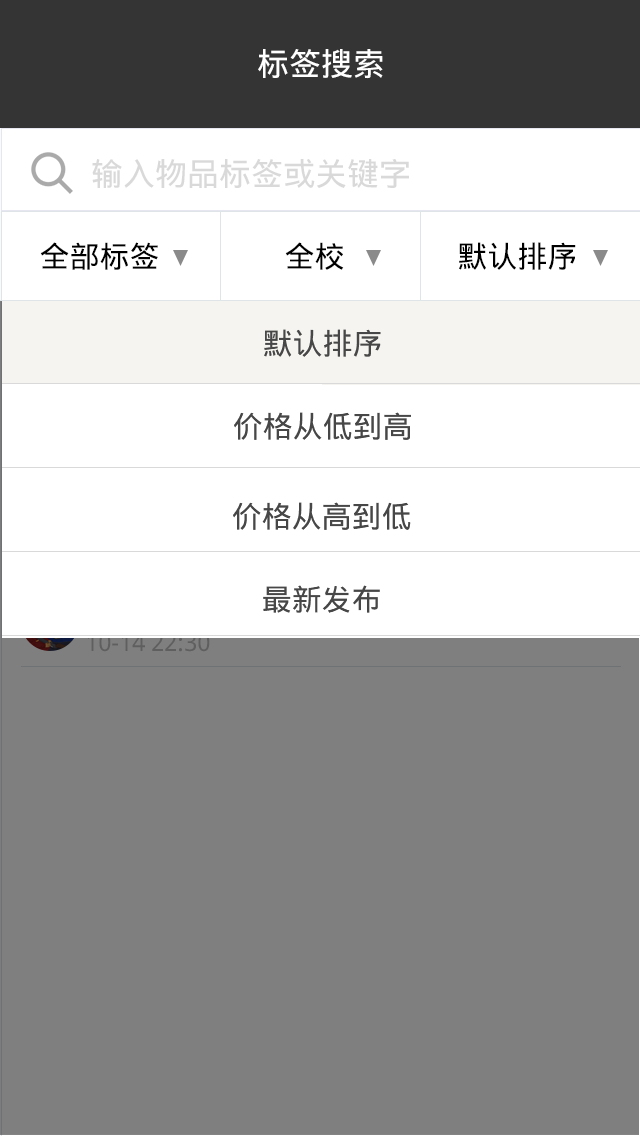 标签搜索
输入物品标签或关键字
全部标签 ▼ 全校 ▼ 默认排序 ▼
默认排序
价格从低到高
价格从高到低
最新发布
10-14 22:30